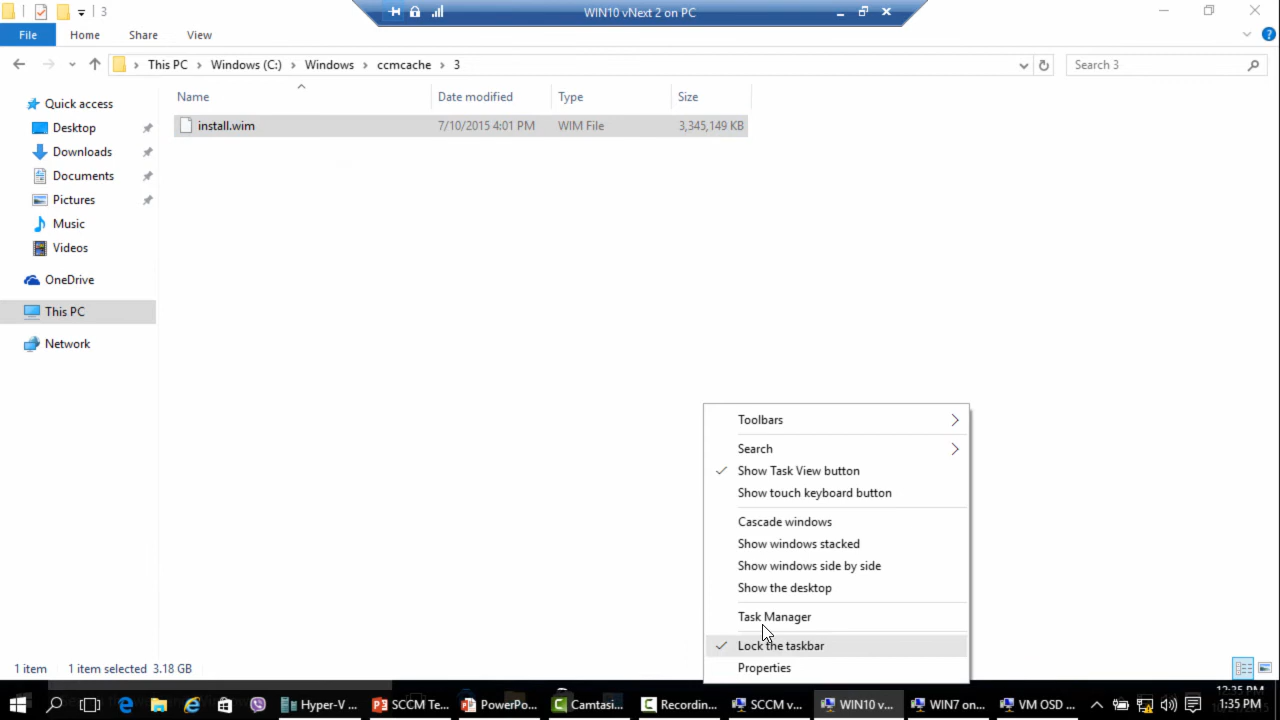 3
WIN10 vNext 2 on PC
File Home Share View
This PC Windows (C:) Windows ccmcache 3
Search 3
Name Date modified Type Size
install.wim 7/10/2015 4:01 PM WIM File 3,345,149 KB
Quick access
Desktop
Downloads
Documents
Pictures
Music
Videos
OneDrive
This PC
Network
Toolbars
Search
Show Task View button
Show touch keyboard button
Cascade windows
Show windows stacked
Show windows side by side
Show the desktop
Task Manager
Lock the taskbar
Properties
1 item 1 item selected 3.18 GB
12:35 PM
Hyper-V ... SCCM Te... PowerPo... Camtasi... Recordin... SCCM v... WIN10 v... WIN7 on... VM OSD ... 1:35 PM